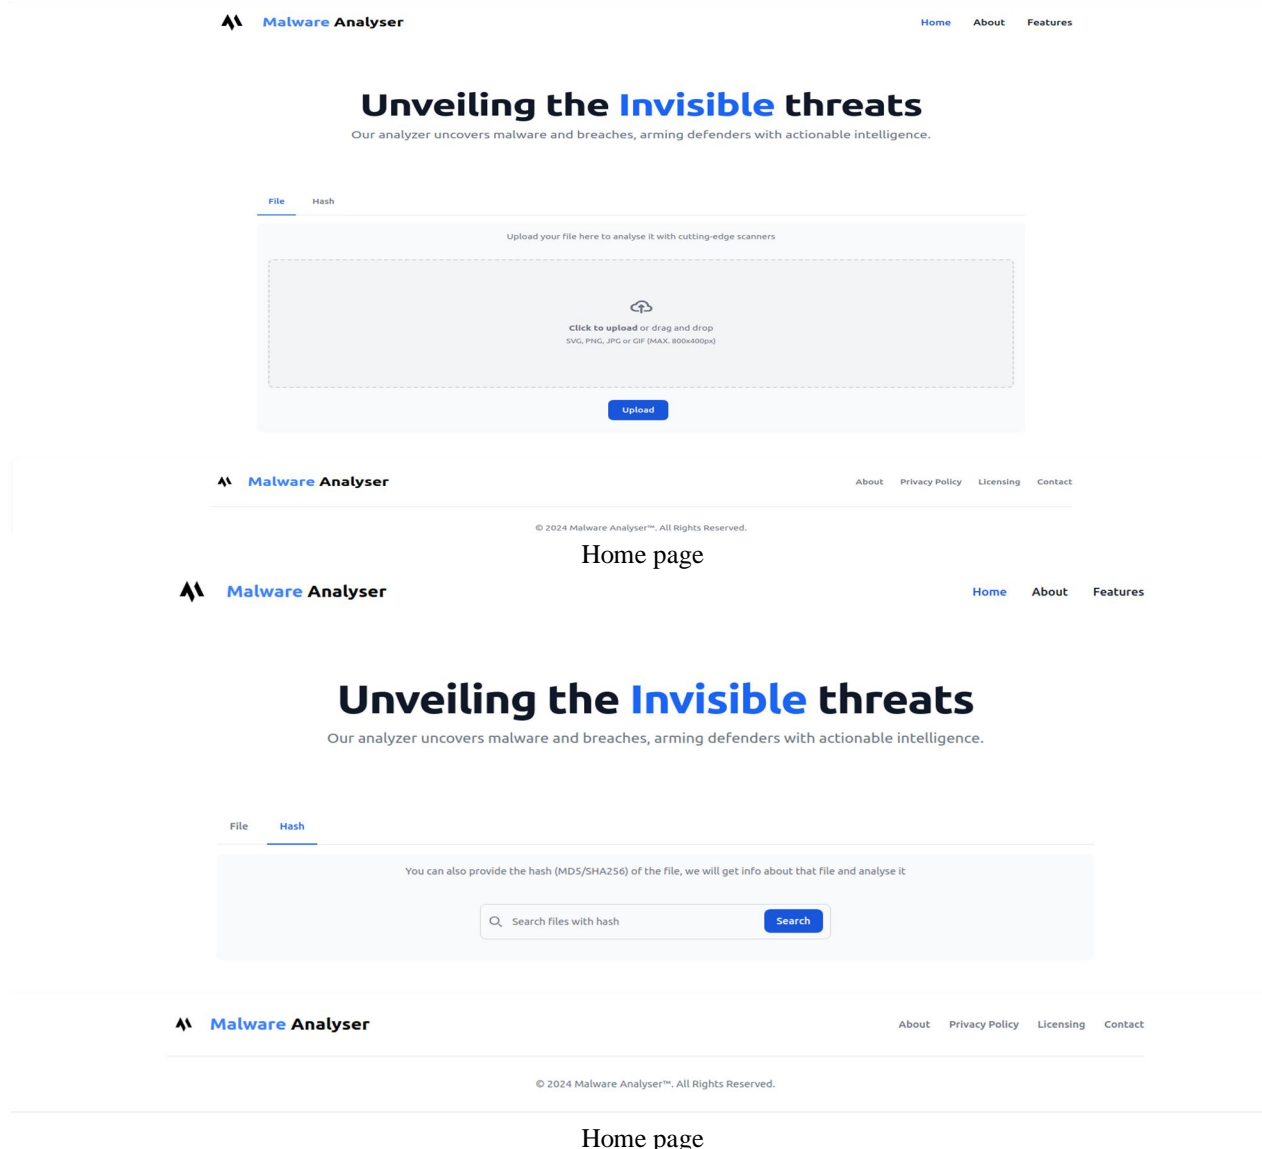 Malware Analyser Home About Features
Unveiling the Invisible threats
Our analyzer uncovers malware and breaches, arming defenders with actionable intelligence.
File Hash
Upload your file here to analyse it with cutting-edge scanners
Click to upload or drag and drop
SVG, PNG, JPG or GIF (MAX. 800x400px)
Upload
Malware Analyser About Privacy Policy Licensing Contact
© 2024 Malware Analyser™. All Rights Reserved.
Home page
Malware Analyser Home About Features
Unveiling the Invisible threats
Our analyzer uncovers malware and breaches, arming defenders with actionable intelligence.
File Hash
You can also provide the hash (MD5/SHA256) of the file, we will get info about that file and analyse it
Search files with hash Search
Malware Analyser About Privacy Policy Licensing Contact
© 2024 Malware Analyser™. All Rights Reserved.
Home page